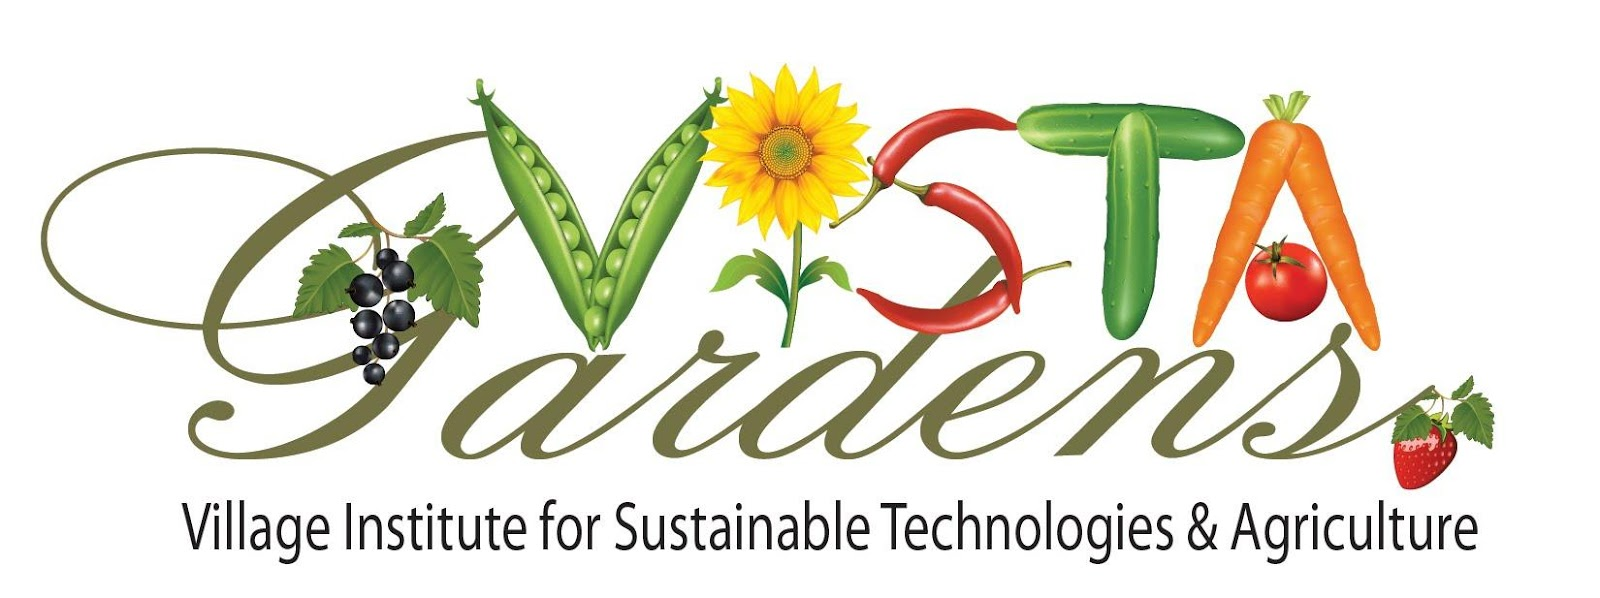 VISTA
Gardens
Village Institute for Sustainable Technologies & Agriculture